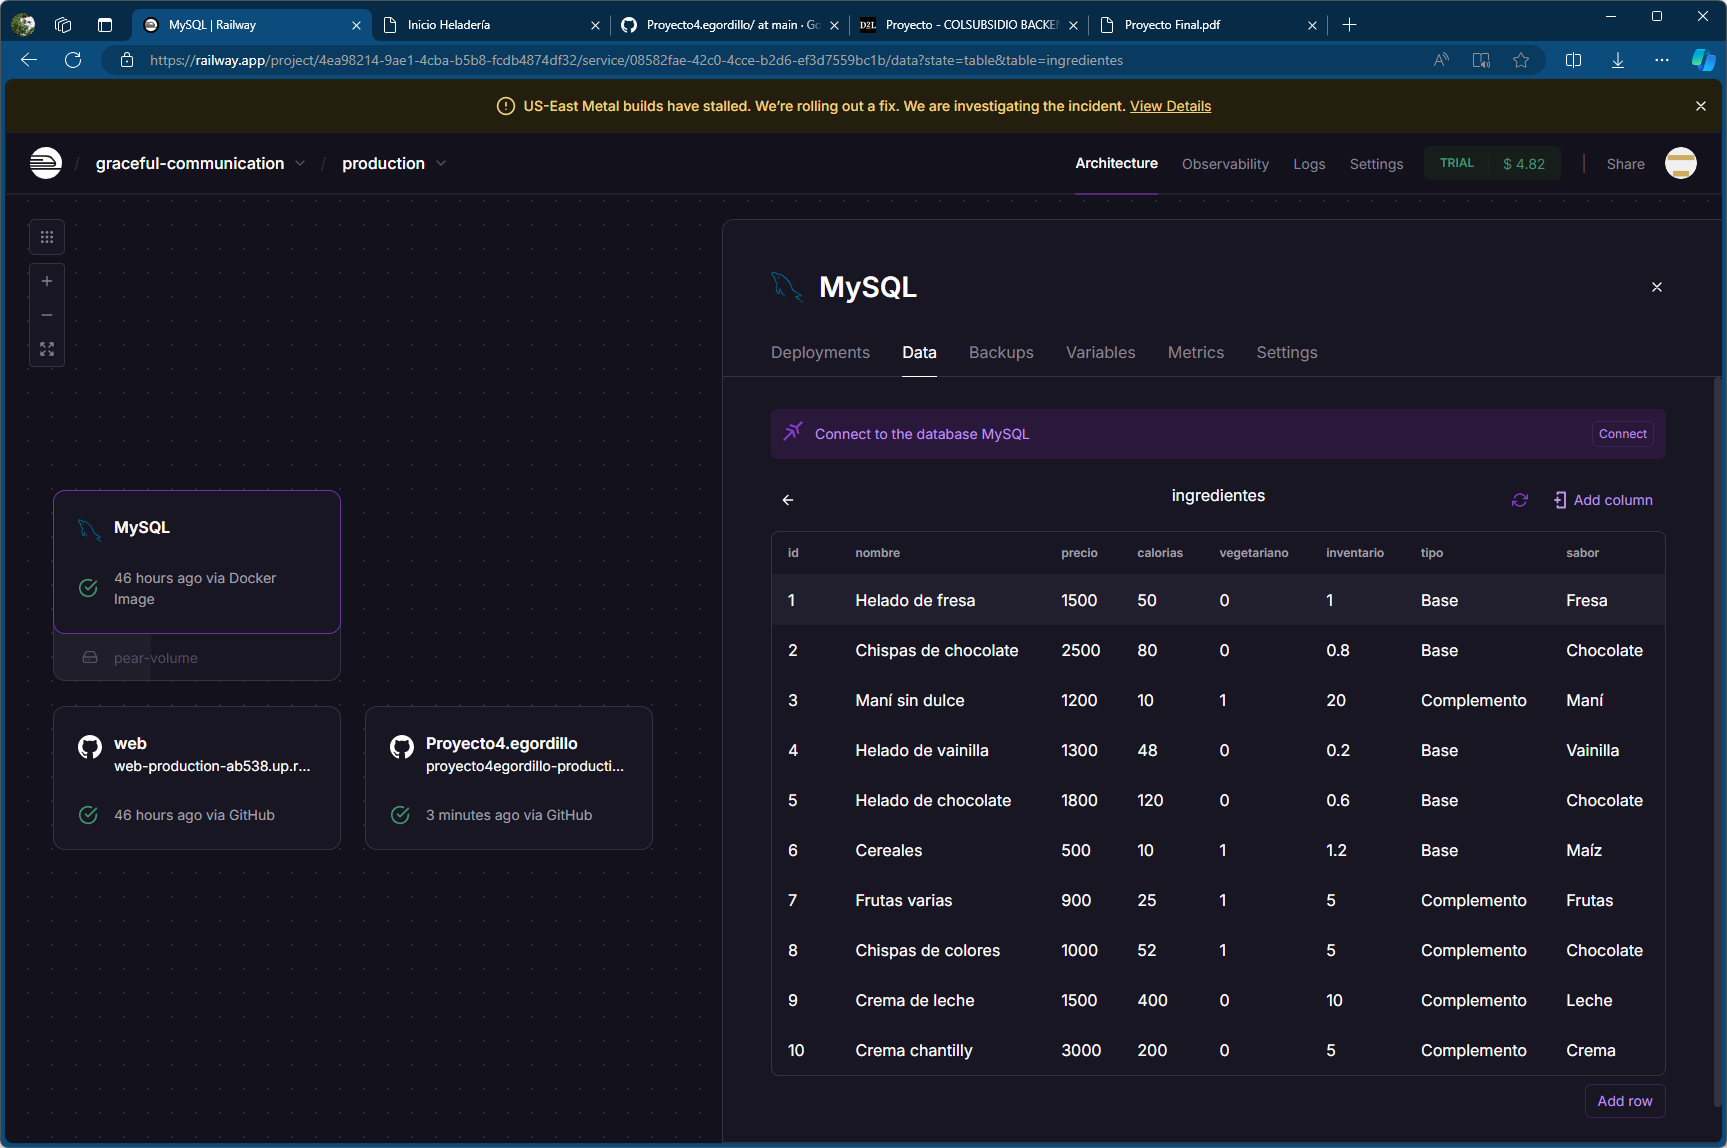 MySQL | Railway
Inicio Heladería
Proyecto4.egordillo/ at main · Go
D2L
Proyecto - COLSUBSIDIO BACKEN
Proyecto Final.pdf
https://railway.app/project/4ea98214-9ae1-4cba-b5b8-fcdb4874df32/service/08582fae-42c0-4cce-b2d6-ef3d7559bc1b/data?state=table&table=ingredientes
US-East Metal builds have stalled. We're rolling out a fix. We are investigating the incident. View Details
/ graceful-communication / production
Architecture Observability Logs Settings TRIAL $ 4.82 Share
MySQL
46 hours ago via Docker
Image
pear-volume
web
web-production-ab538.up.r...
46 hours ago via GitHub
Proyecto4.egordillo
proyecto4egordillo-producti...
3 minutes ago via GitHub
MySQL
Deployments Data Backups Variables Metrics Settings
Connect to the database MySQL Connect
ingredientes Add column
id nombre precio calorias vegetariano inventario tipo sabor
1 Helado de fresa 1500 50 0 1 Base Fresa
2 Chispas de chocolate 2500 80 0 0.8 Base Chocolate
3 Maní sin dulce 1200 10 1 20 Complemento Maní
4 Helado de vainilla 1300 48 0 0.2 Base Vainilla
5 Helado de chocolate 1800 120 0 0.6 Base Chocolate
6 Cereales 500 10 1 1.2 Base Maíz
7 Frutas varias 900 25 1 5 Complemento Frutas
8 Chispas de colores 1000 52 1 5 Complemento Chocolate
9 Crema de leche 1500 400 0 10 Complemento Leche
10 Crema chantilly 3000 200 0 5 Complemento Crema
Add row